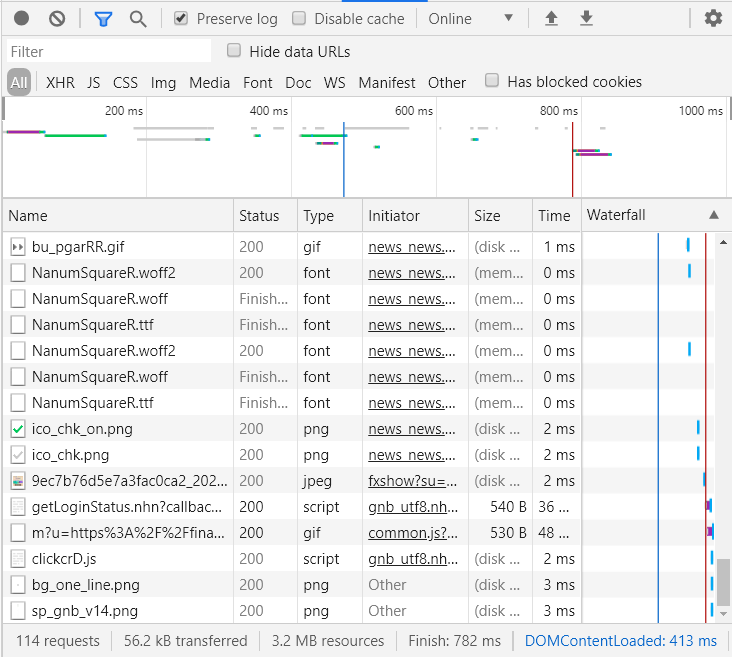 Preserve log Disable cache Online
Filter Hide data URLs
All XHR JS CSS Img Media Font Doc WS Manifest Other Has blocked cookies
200 ms 400 ms 600 ms 800 ms 1000 ms
Name Status Type Initiator Size Time Waterfall
bu_pgarRR.gif 200 gif news_news.... (disk ... 1 ms
NanumSquareR.woff2 200 font news_news.... (mem... 0 ms
NanumSquareR.woff Finish... font news_news.... (mem... 0 ms
NanumSquareR.ttf Finish... font news_news.... (mem... 0 ms
NanumSquareR.woff2 200 font news_news.... (mem... 0 ms
NanumSquareR.woff Finish... font news_news.... (mem... 0 ms
NanumSquareR.ttf Finish... font news_news.... (mem... 0 ms
ico_chk_on.png 200 png news_news.... (disk ... 2 ms
ico_chk.png 200 png news_news.... (disk ... 2 ms
9ec7b76d5e7a3fac0ca2_202... 200 jpeg fxshow?su=... (disk ... 2 ms
getLoginStatus.nhn?callbac... 200 script gnb_utf8.nh... 540 B 36 ...
m?u=https%3A%2F%2Ffina... 200 gif common.js?... 530 B 48 ...
clickcrD.js 200 script gnb_utf8.nh... (disk ... 2 ms
bg_one_line.png 200 png Other (disk ... 3 ms
sp_gnb_v14.png 200 png Other (disk ... 3 ms
114 requests 56.2 kB transferred 3.2 MB resources Finish: 782 ms DOMContentLoaded: 413 ms